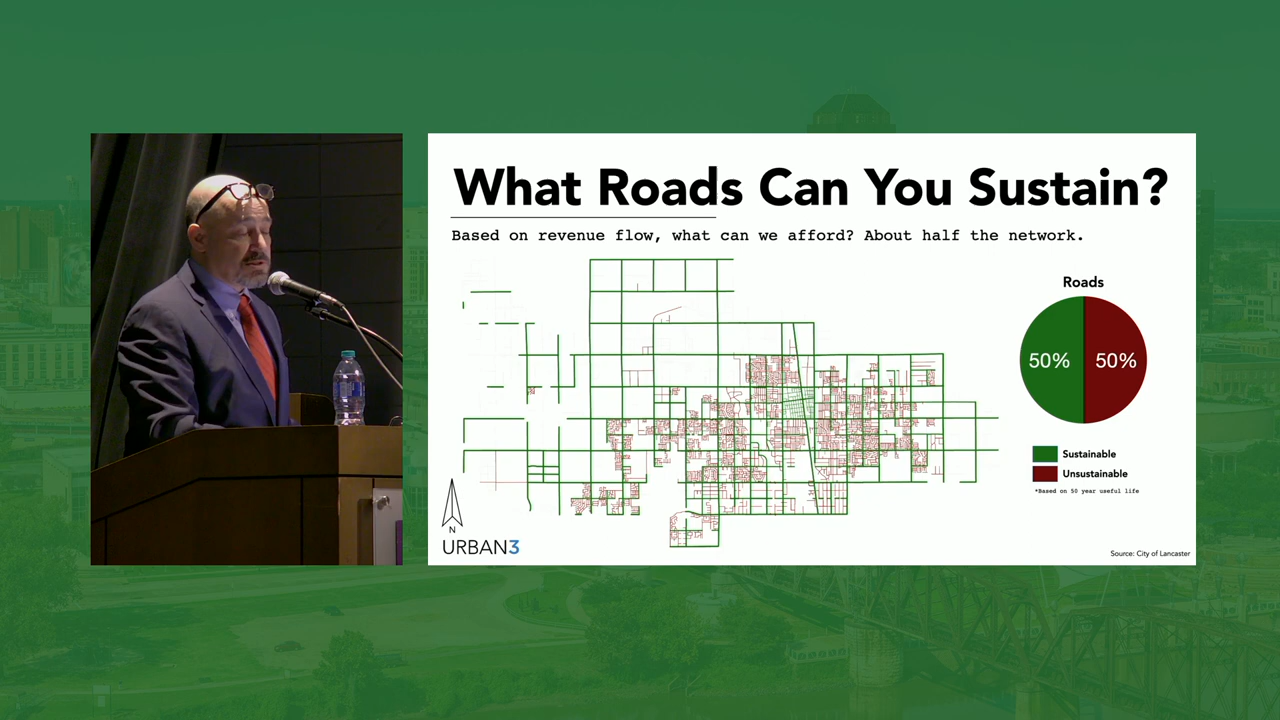 What Roads Can You Sustain?
Based on revenue flow, what can we afford? About half the network.
Roads
50%
50%
Sustainable
Unsustainable
*Based on 50 year useful life
N
URBAN3
Source: City of Lancaster